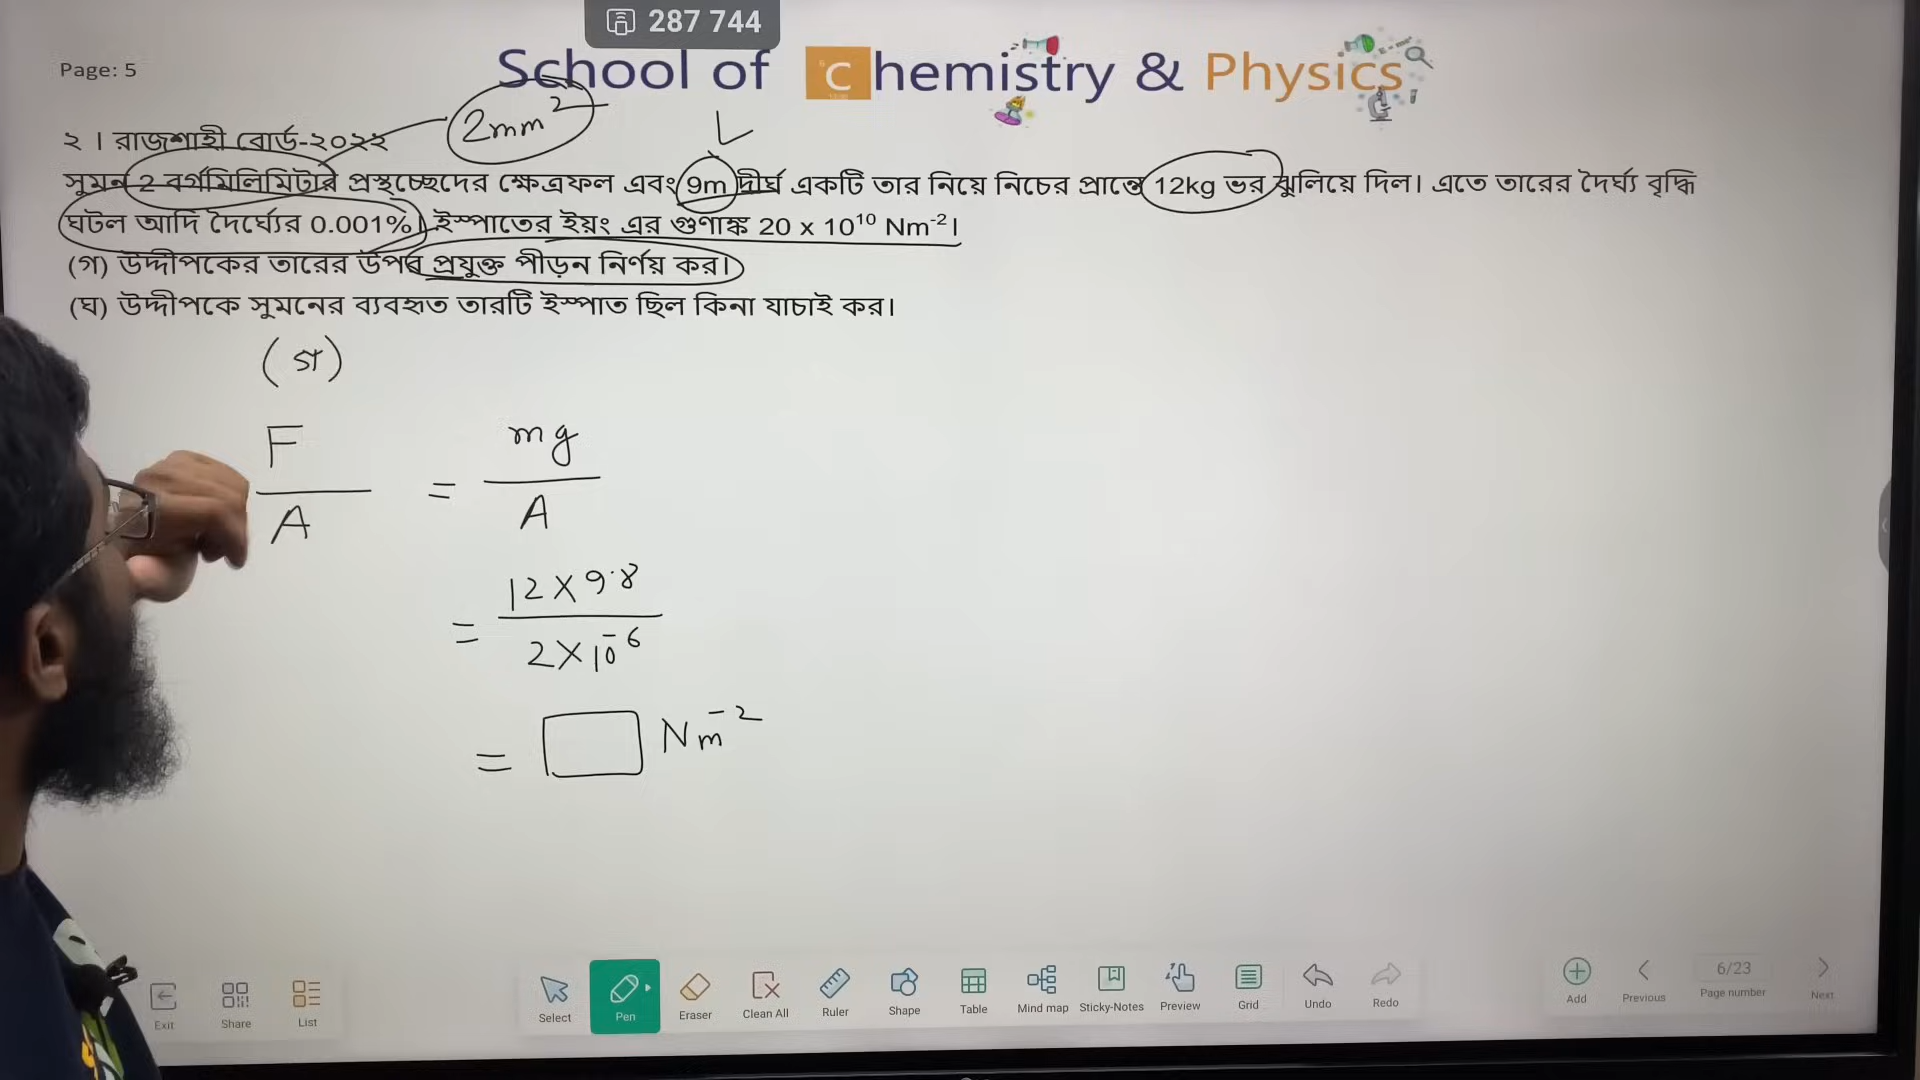 287 744
Page: 5
School of Chemistry & Physics
2mm²
L
২ । রাজশাহী বোর্ড-২০২২
সুমন 2 বর্গমিলিমিটার প্রস্থচ্ছেদের ক্ষেত্রফল এবং 9m দীর্ঘ একটি তার নিয়ে নিচের প্রান্তে 12kg ভর ঝুলিয়ে দিল। এতে তারের দৈর্ঘ্য বৃদ্ধি
ঘটল আদি দৈর্ঘ্যের 0.001%। ইস্পাতের ইয়ং এর গুণাঙ্ক 20 x 10¹⁰ Nm⁻²।
(গ) উদ্দীপকের তারের উপর প্রযুক্ত পীড়ন নির্ণয় কর।
(ঘ) উদ্দীপকে সুমনের ব্যবহৃত তারটি ইস্পাত ছিল কিনা যাচাই কর।
(গ)
F/A = mg/A
= 12×9.8/2×10⁻⁶
= □ Nm⁻²
Exit Share List Select Pen Eraser Clean All Ruler Shape Table Mind map Sticky-Notes Preview Grid Undo Redo Add Previous 6/23 Page number Next